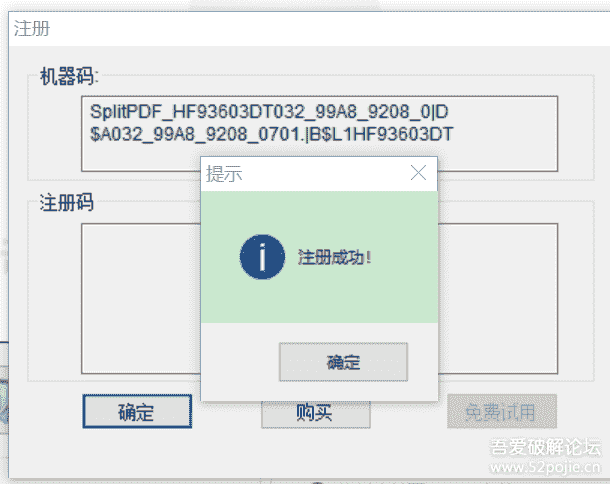 注册
机器码:
SplitPDF_HF93603DT032_99A8_9208_0|D
$A032_99A8_9208_0701.|B$L1HF93603DT
提示
注册码
注册成功!
确定
确定
购买
免费试用
吾爱破解论坛
www.52pojie.cn